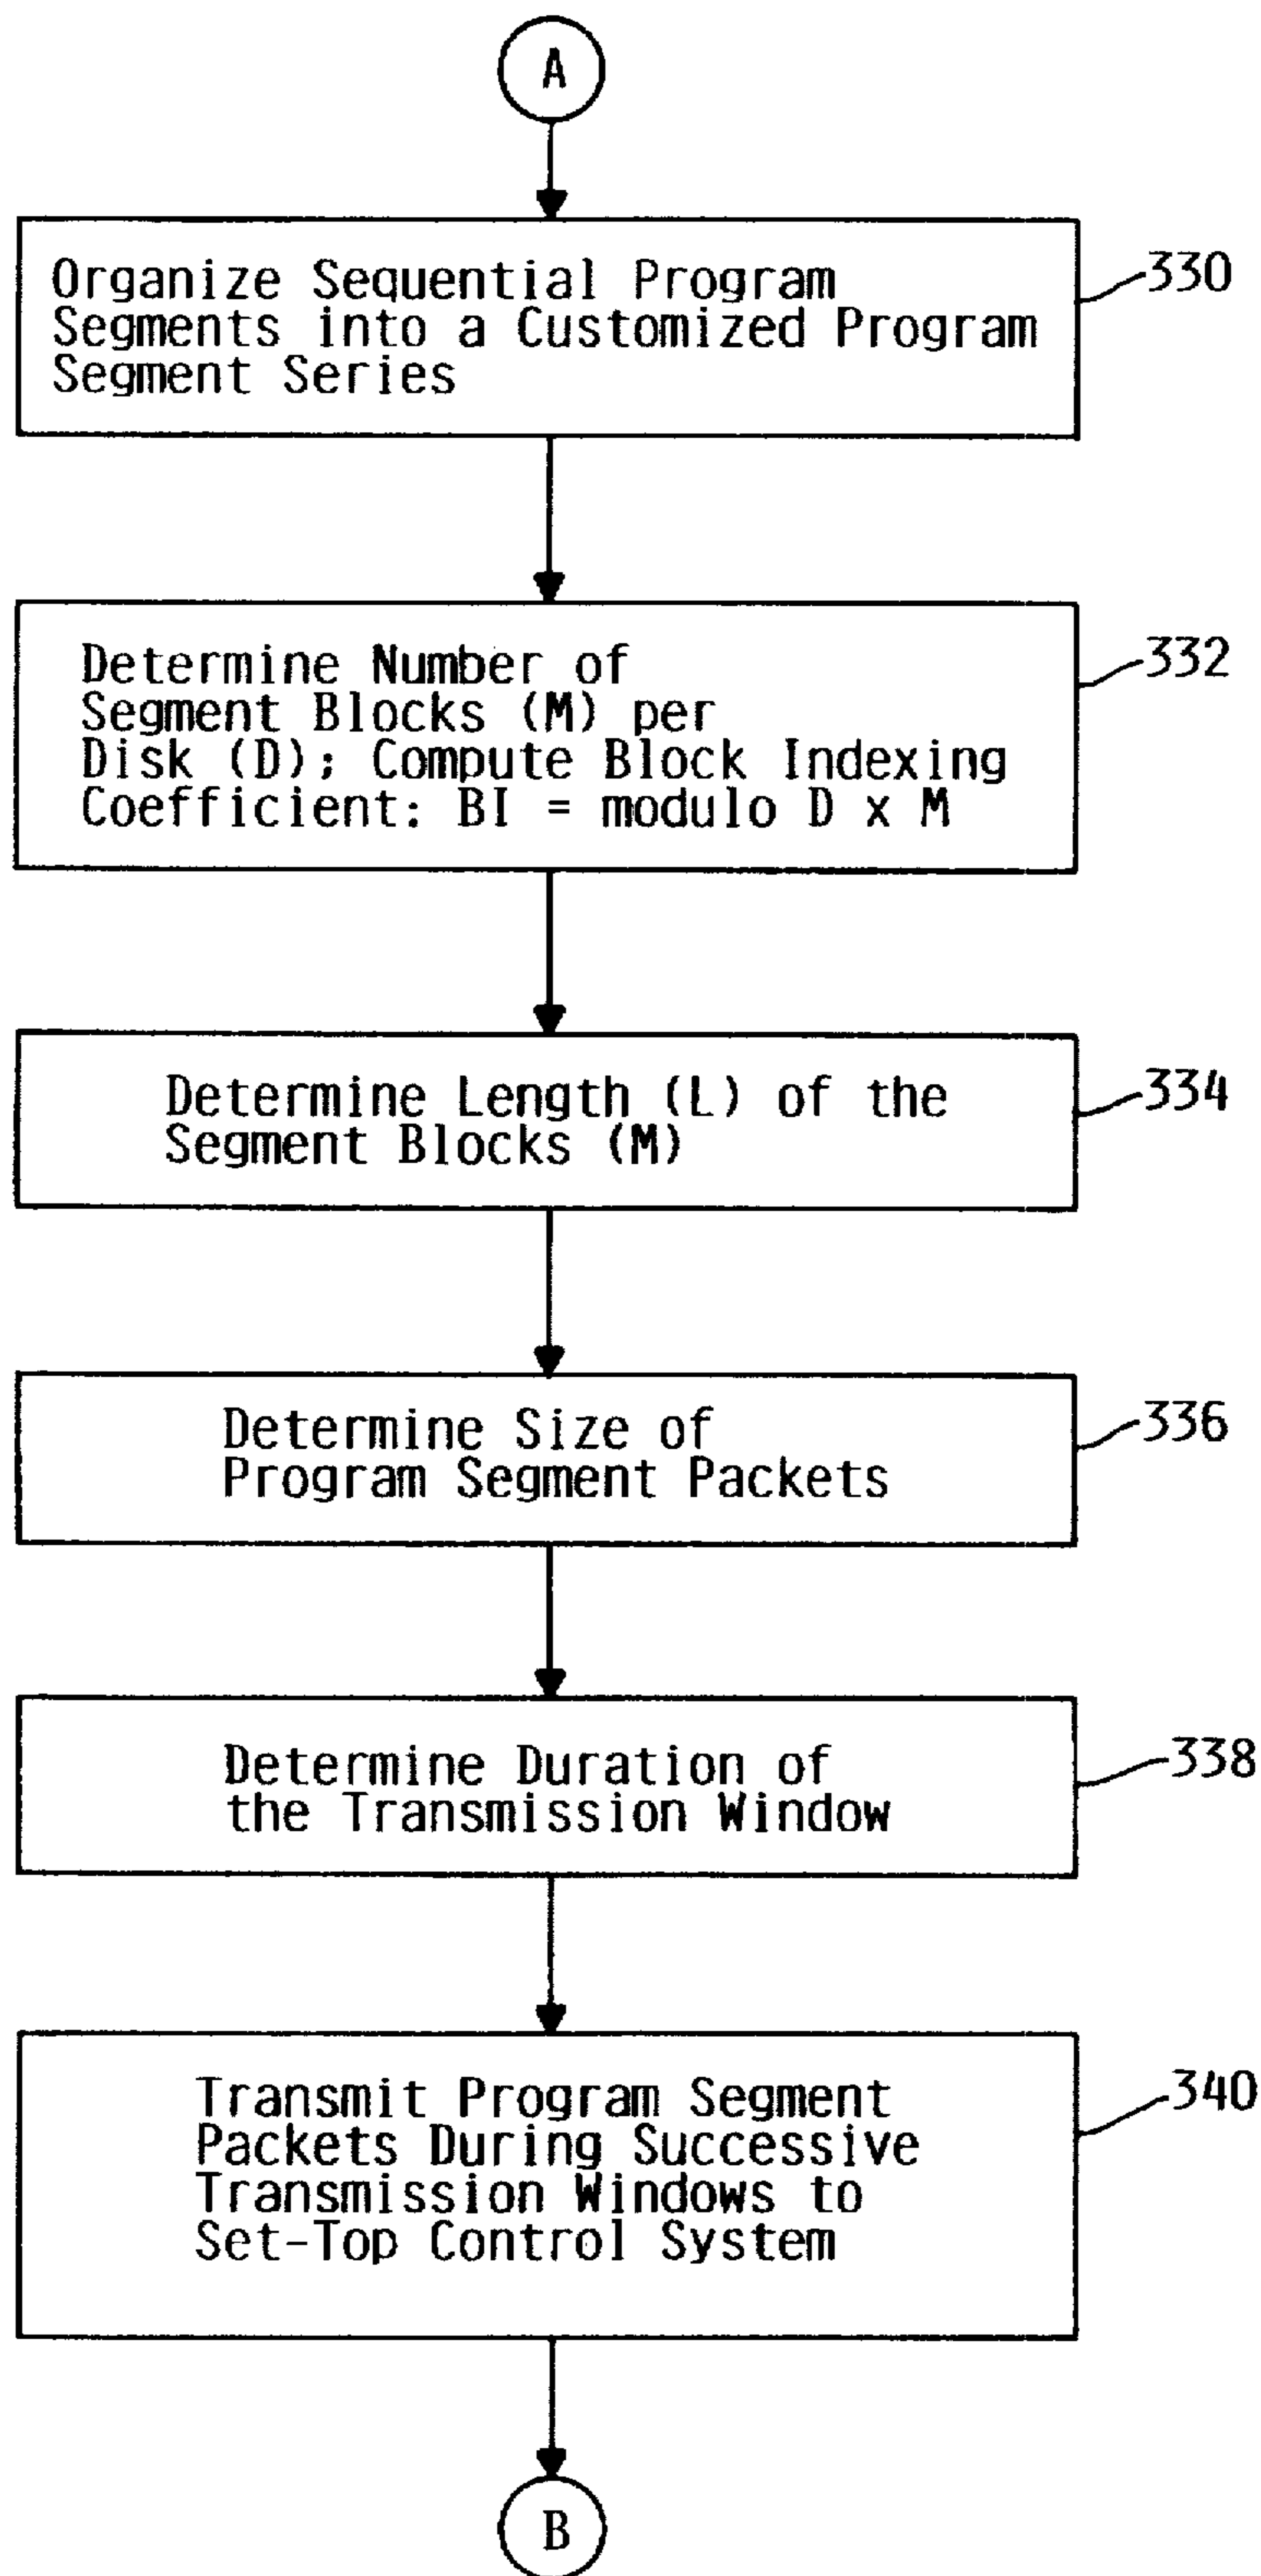 A
Organize Sequential Program
Segments into a Customized Program
Segment Series
330
Determine Number of
Segment Blocks (M) per
Disk (D); Compute Block Indexing
Coefficient: BI = modulo D x M
332
Determine Length (L) of the
Segment Blocks (M)
334
Determine Size of
Program Segment Packets
336
Determine Duration of
the Transmission Window
338
Transmit Program Segment
Packets During Successive
Transmission Windows to
Set-Top Control System
340
B